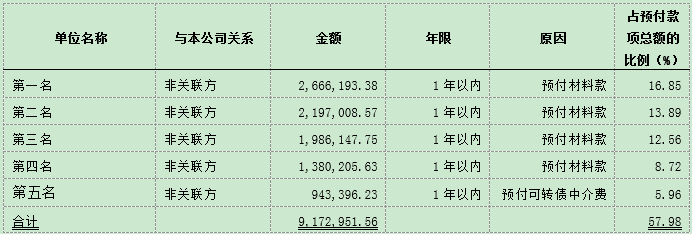 单位名称 与本公司关系 金额 年限 原因 占预付款项总额的比例（%）
第一名 非关联方 2,666,193.38 1 年以内 预付材料款 16.85
第二名 非关联方 2,197,008.57 1 年以内 预付材料款 13.89
第三名 非关联方 1,986,147.75 1 年以内 预付材料款 12.56
第四名 非关联方 1,380,205.63 1 年以内 预付材料款 8.72
第五名 非关联方 943,396.23 1 年以内 预付可转债中介费 5.96
合计 9,172,951.56 57.98